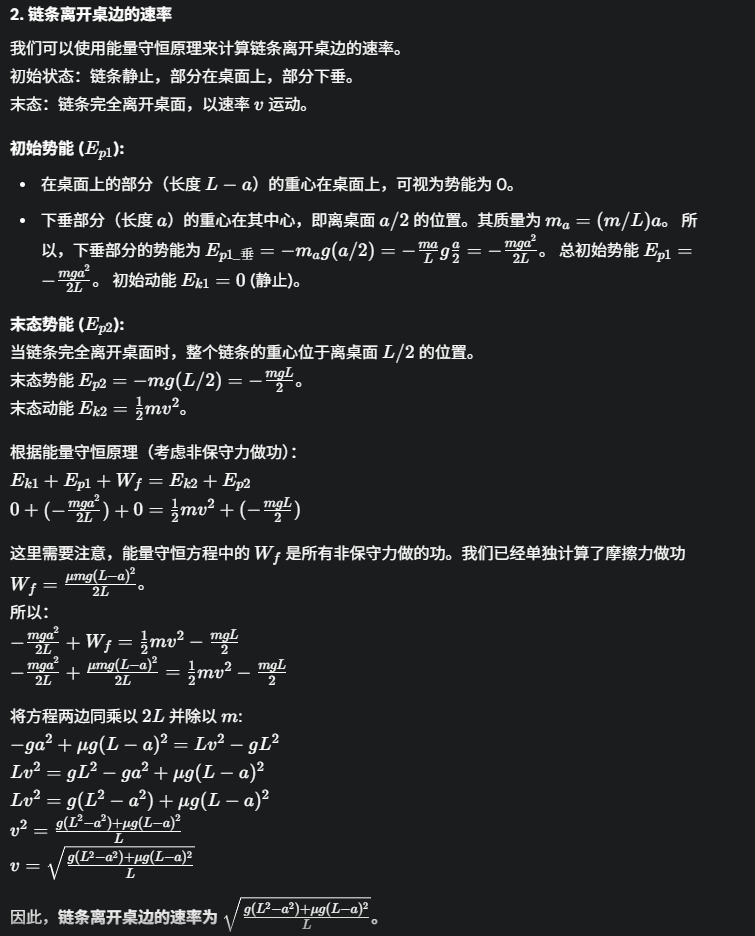 2. 链条离开桌边的速率
我们可以使用能量守恒原理来计算链条离开桌边的速率。
初始状态：链条静止，部分在桌面上，部分下垂。
末态：链条完全离开桌面，以速率 $v$ 运动。
初始势能 ($E_{p1}$):
• 在桌面上的部分（长度 $L-a$）的重心在桌面上，可视为势能为 0。
• 下垂部分（长度 $a$）的重心在其中心，即离桌面 $a/2$ 的位置。其质量为 $m_a = (m/L)a$。 所
以，下垂部分的势能为 $E_{p1\_垂} = -m_a g(a/2) = -\frac{ma}{L}g\frac{a}{2} = -\frac{mga^2}{2L}$。 总初始势能 $E_{p1} =$
$-\frac{mga^2}{2L}$。 初始动能 $E_{k1} = 0$ (静止)。
末态势能 ($E_{p2}$):
当链条完全离开桌面时，整个链条的重心位于离桌面 $L/2$ 的位置。
末态势能 $E_{p2} = -mg(L/2) = -\frac{mgL}{2}$。
末态动能 $E_{k2} = \frac{1}{2}mv^2$。
根据能量守恒原理（考虑非保守力做功）：
$E_{k1} + E_{p1} + W_f = E_{k2} + E_{p2}$
$0 + (-\frac{mga^2}{2L}) + 0 = \frac{1}{2}mv^2 + (-\frac{mgL}{2})$
这里需要注意，能量守恒方程中的 $W_f$ 是所有非保守力做的功。我们已经单独计算了摩擦力做功
$W_f = \frac{\mu mg(L-a)^2}{2L}$。
所以：
$-\frac{mga^2}{2L} + W_f = \frac{1}{2}mv^2 - \frac{mgL}{2}$
$-\frac{mga^2}{2L} + \frac{\mu mg(L-a)^2}{2L} = \frac{1}{2}mv^2 - \frac{mgL}{2}$
将方程两边同乘以 $2L$ 并除以 $m$:
$-ga^2 + \mu g(L-a)^2 = Lv^2 - gL^2$
$Lv^2 = gL^2 - ga^2 + \mu g(L-a)^2$
$Lv^2 = g(L^2 - a^2) + \mu g(L-a)^2$
$v^2 = \frac{g(L^2-a^2)+\mu g(L-a)^2}{L}$
$v = \sqrt{\frac{g(L^2-a^2)+\mu g(L-a)^2}{L}}$
因此，链条离开桌边的速率为 $\sqrt{\frac{g(L^2-a^2)+\mu g(L-a)^2}{L}}$。